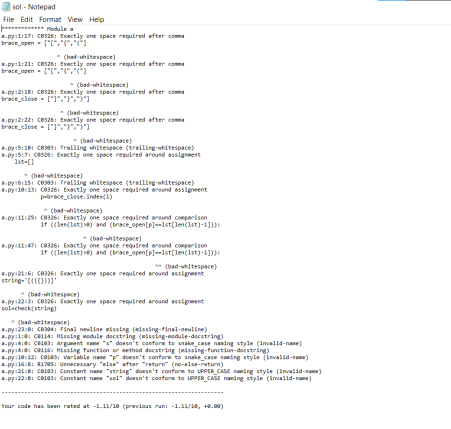 sol - Notepad
File Edit Format View Help
************* Module a
a.py:1:17: C0326: Exactly one space required after comma
brace_open = ["[","{","("]
^ (bad-whitespace)
a.py:1:21: C0326: Exactly one space required after comma
brace_open = ["[","{","("]
^ (bad-whitespace)
a.py:2:18: C0326: Exactly one space required after comma
brace_close = ["]","}",")"]
^ (bad-whitespace)
a.py:2:22: C0326: Exactly one space required after comma
brace_close = ["]","}",")"]
^ (bad-whitespace)
a.py:5:10: C0303: Trailing whitespace (trailing-whitespace)
a.py:5:7: C0326: Exactly one space required around assignment
lst=[]
^ (bad-whitespace)
a.py:6:15: C0303: Trailing whitespace (trailing-whitespace)
a.py:10:13: C0326: Exactly one space required around assignment
p=brace_close.index(i)
^ (bad-whitespace)
a.py:11:25: C0326: Exactly one space required around comparison
if ((len(lst)>0) and (brace_open[p]==lst[len(lst)-1])):
^ (bad-whitespace)
a.py:11:47: C0326: Exactly one space required around comparison
if ((len(lst)>0) and (brace_open[p]==lst[len(lst)-1])):
^^ (bad-whitespace)
a.py:21:6: C0326: Exactly one space required around assignment
^ (bad-whitespace)
a.py:22:3: C0326: Exactly one space required around assignment
sol=check(string)
^ (bad-whitespace)
a.py:23:0: C0304: Final newline missing (missing-final-newline)
a.py:1:0: C0114: Missing module docstring (missing-module-docstring)
a.py:4:0: C0103: Argument name "s" doesn't conform to snake_case naming style (invalid-name)
a.py:4:0: C0116: Missing function or method docstring (missing-function-docstring)
a.py:10:12: C0103: Variable name "p" doesn't conform to snake_case naming style (invalid-name)
a.py:16:8: R1705: Unnecessary "else" after "return" (no-else-return)
a.py:21:0: C0103: Constant name "string" doesn't conform to UPPER_CASE naming style (invalid-name)
a.py:22:0: C0103: Constant name "sol" doesn't conform to UPPER_CASE naming style (invalid-name)
--------------------------------------------------------------------
Your code has been rated at -1.11/10 (previous run: -1.11/10, +0.00)